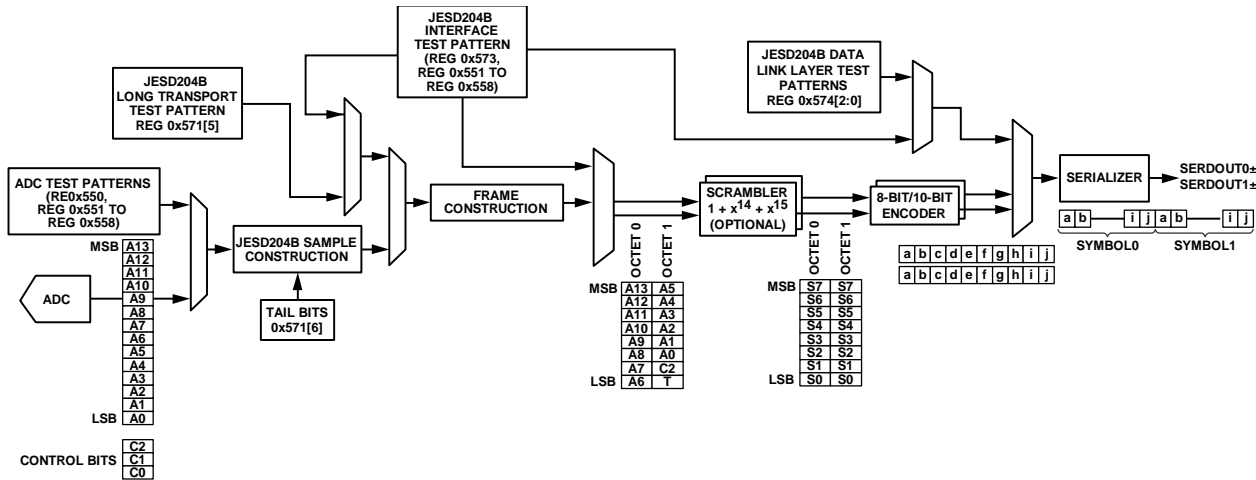 JESD204B
INTERFACE
TEST PATTERN
(REG 0x573,
REG 0x551 TO
REG 0x558)
JESD204B DATA
LINK LAYER TEST
PATTERNS
REG 0x574[2:0]
JESD204B
LONG TRANSPORT
TEST PATTERN
REG 0x571[5]
ADC TEST PATTERNS
(RE0x550,
REG 0x551 TO
REG 0x558)
FRAME
CONSTRUCTION
SCRAMBLER
1 + x14 + x15
(OPTIONAL)
8-BIT/10-BIT
ENCODER
SERIALIZER
SERDOUT0±
SERDOUT1±
a b i j a b i j
SYMBOL0 SYMBOL1
JESD204B SAMPLE
CONSTRUCTION
TAIL BITS
0x571[6]
ADC
MSB A13
A12
A11
A10
A9
A8
A7
A6
A5
A4
A3
A2
A1
LSB A0
C2
CONTROL BITS C1
C0
OCTET 0
OCTET 1
MSB A13 A5
A12 A4
A11 A3
A10 A2
A9 A1
A8 A0
A7 C2
LSB A6 T
OCTET 0
OCTET 1
MSB S7 S7
S6 S6
S5 S5
S4 S4
S3 S3
S2 S2
S1 S1
LSB S0 S0
a b c d e f g h i j
a b c d e f g h i j